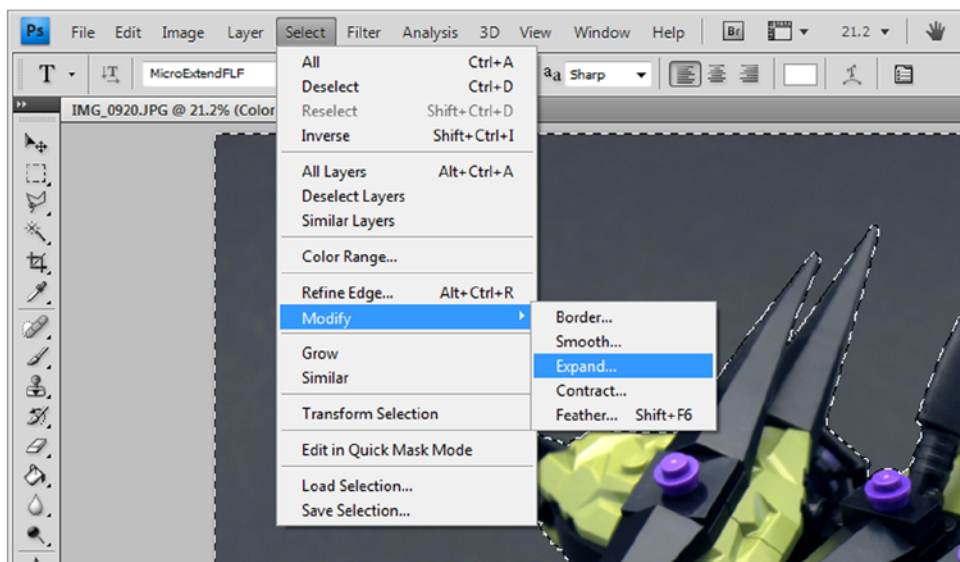 Ps File Edit Image Layer Select Filter Analysis 3D View Window Help Br 21.2
T MicroExtendFLF aa Sharp
IMG_0920.JPG @ 21.2% (Color
All Ctrl+A
Deselect Ctrl+D
Reselect Shift+Ctrl+D
Inverse Shift+Ctrl+I
All Layers Alt+Ctrl+A
Deselect Layers
Similar Layers
Color Range...
Refine Edge... Alt+Ctrl+R
Modify
Border...
Smooth...
Expand...
Contract...
Feather... Shift+F6
Grow
Similar
Transform Selection
Edit in Quick Mask Mode
Load Selection...
Save Selection...